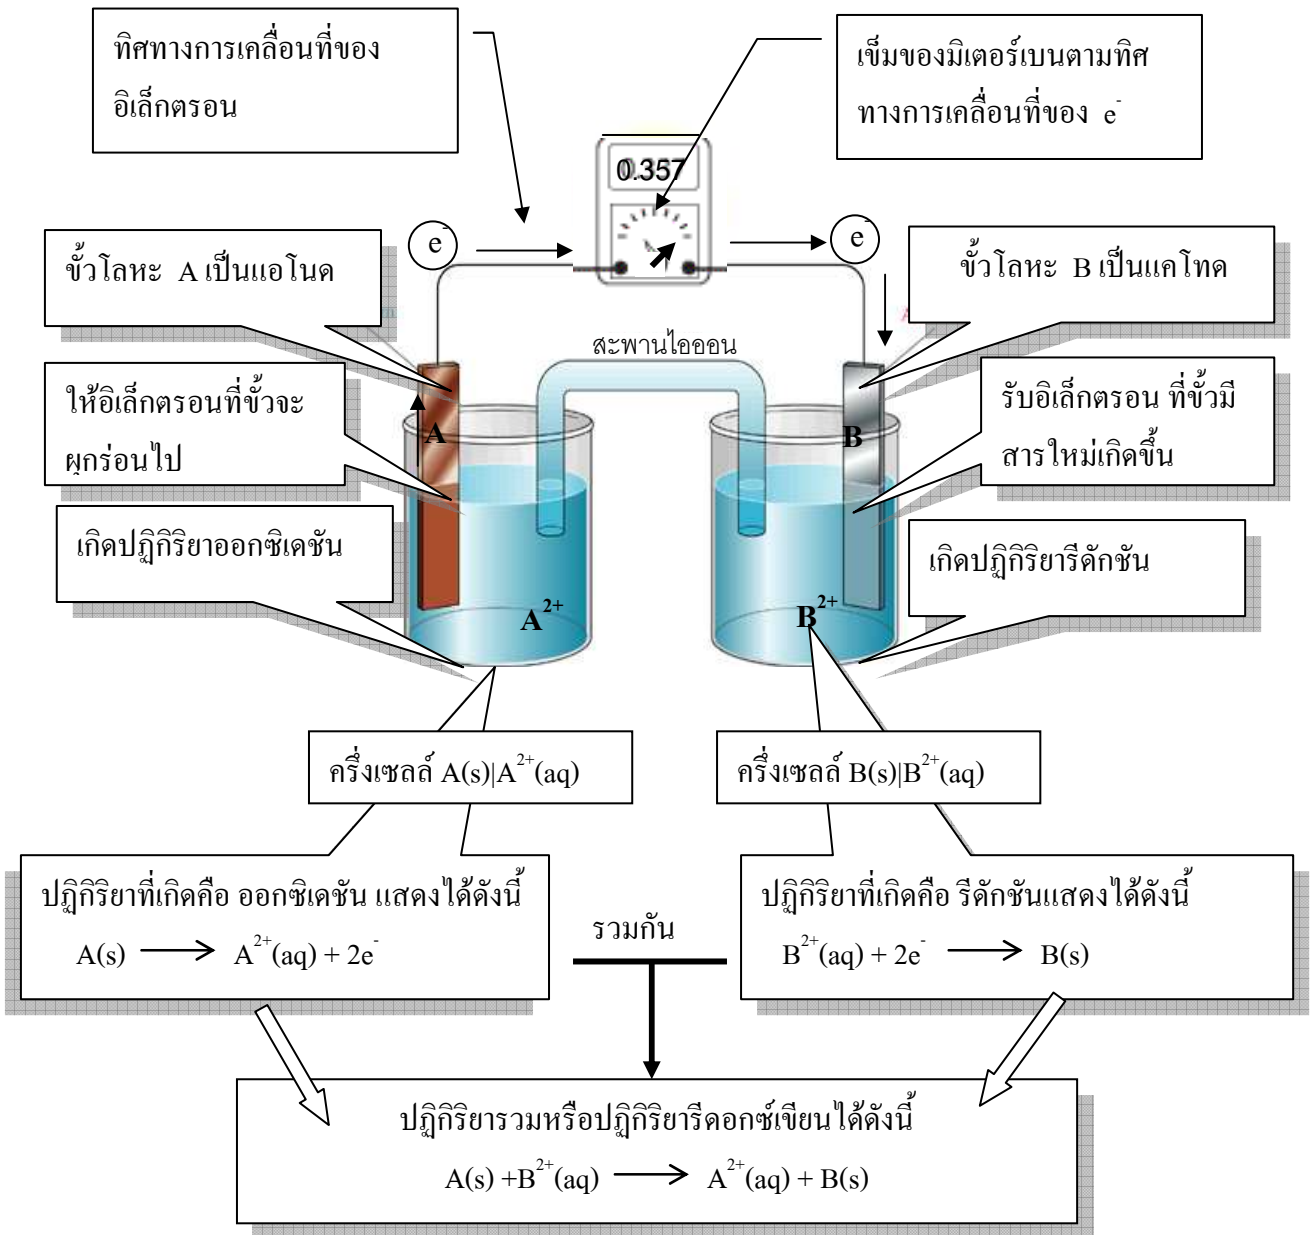 ทิศทางการเคลื่อนที่ของ
อิเล็กตรอน
เข็มของมิเตอร์เบนตามทิศ
ทางการเคลื่อนที่ของ e⁻
0.357
e⁻
e⁻
ขั้วโลหะ A เป็นแอโนด
ขั้วโลหะ B เป็นแคโทด
สะพานไอออน
ให้อิเล็กตรอนที่ขั้วจะ
ผุกร่อนไป
รับอิเล็กตรอน ที่ขั้วมี
สารใหม่เกิดขึ้น
A
B
เกิดปฏิกิริยาออกซิเดชัน
เกิดปฏิกิริยารีดักชัน
A²⁺
B²⁺
ครึ่งเซลล์ A(s)|A²⁺(aq)
ครึ่งเซลล์ B(s)|B²⁺(aq)
ปฏิกิริยาที่เกิดคือ ออกซิเดชัน แสดงได้ดังนี้
A(s) ⟶ A²⁺(aq) + 2e⁻
รวมกัน
ปฏิกิริยาที่เกิดคือ รีดักชันแสดงได้ดังนี้
B²⁺(aq) + 2e⁻ ⟶ B(s)
ปฏิกิริยารวมหรือปฏิกิริยารีดอกซ์เขียนได้ดังนี้
A(s) +B²⁺(aq) ⟶ A²⁺(aq) + B(s)